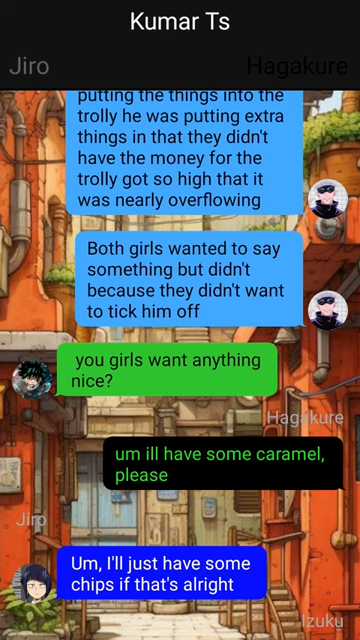 Kumar Ts
Jiro
Hagakure
putting the things into the
trolly he was putting extra
things in that they didn't
have the money for the
trolly got so high that it
was nearly overflowing
Both girls wanted to say
something but didn't
because they didn't want
to tick him off
you girls want anything
nice?
Hagakure
um ill have some caramel,
please
Jiro
Um, I'll just have some
chips if that's alright
Izuku